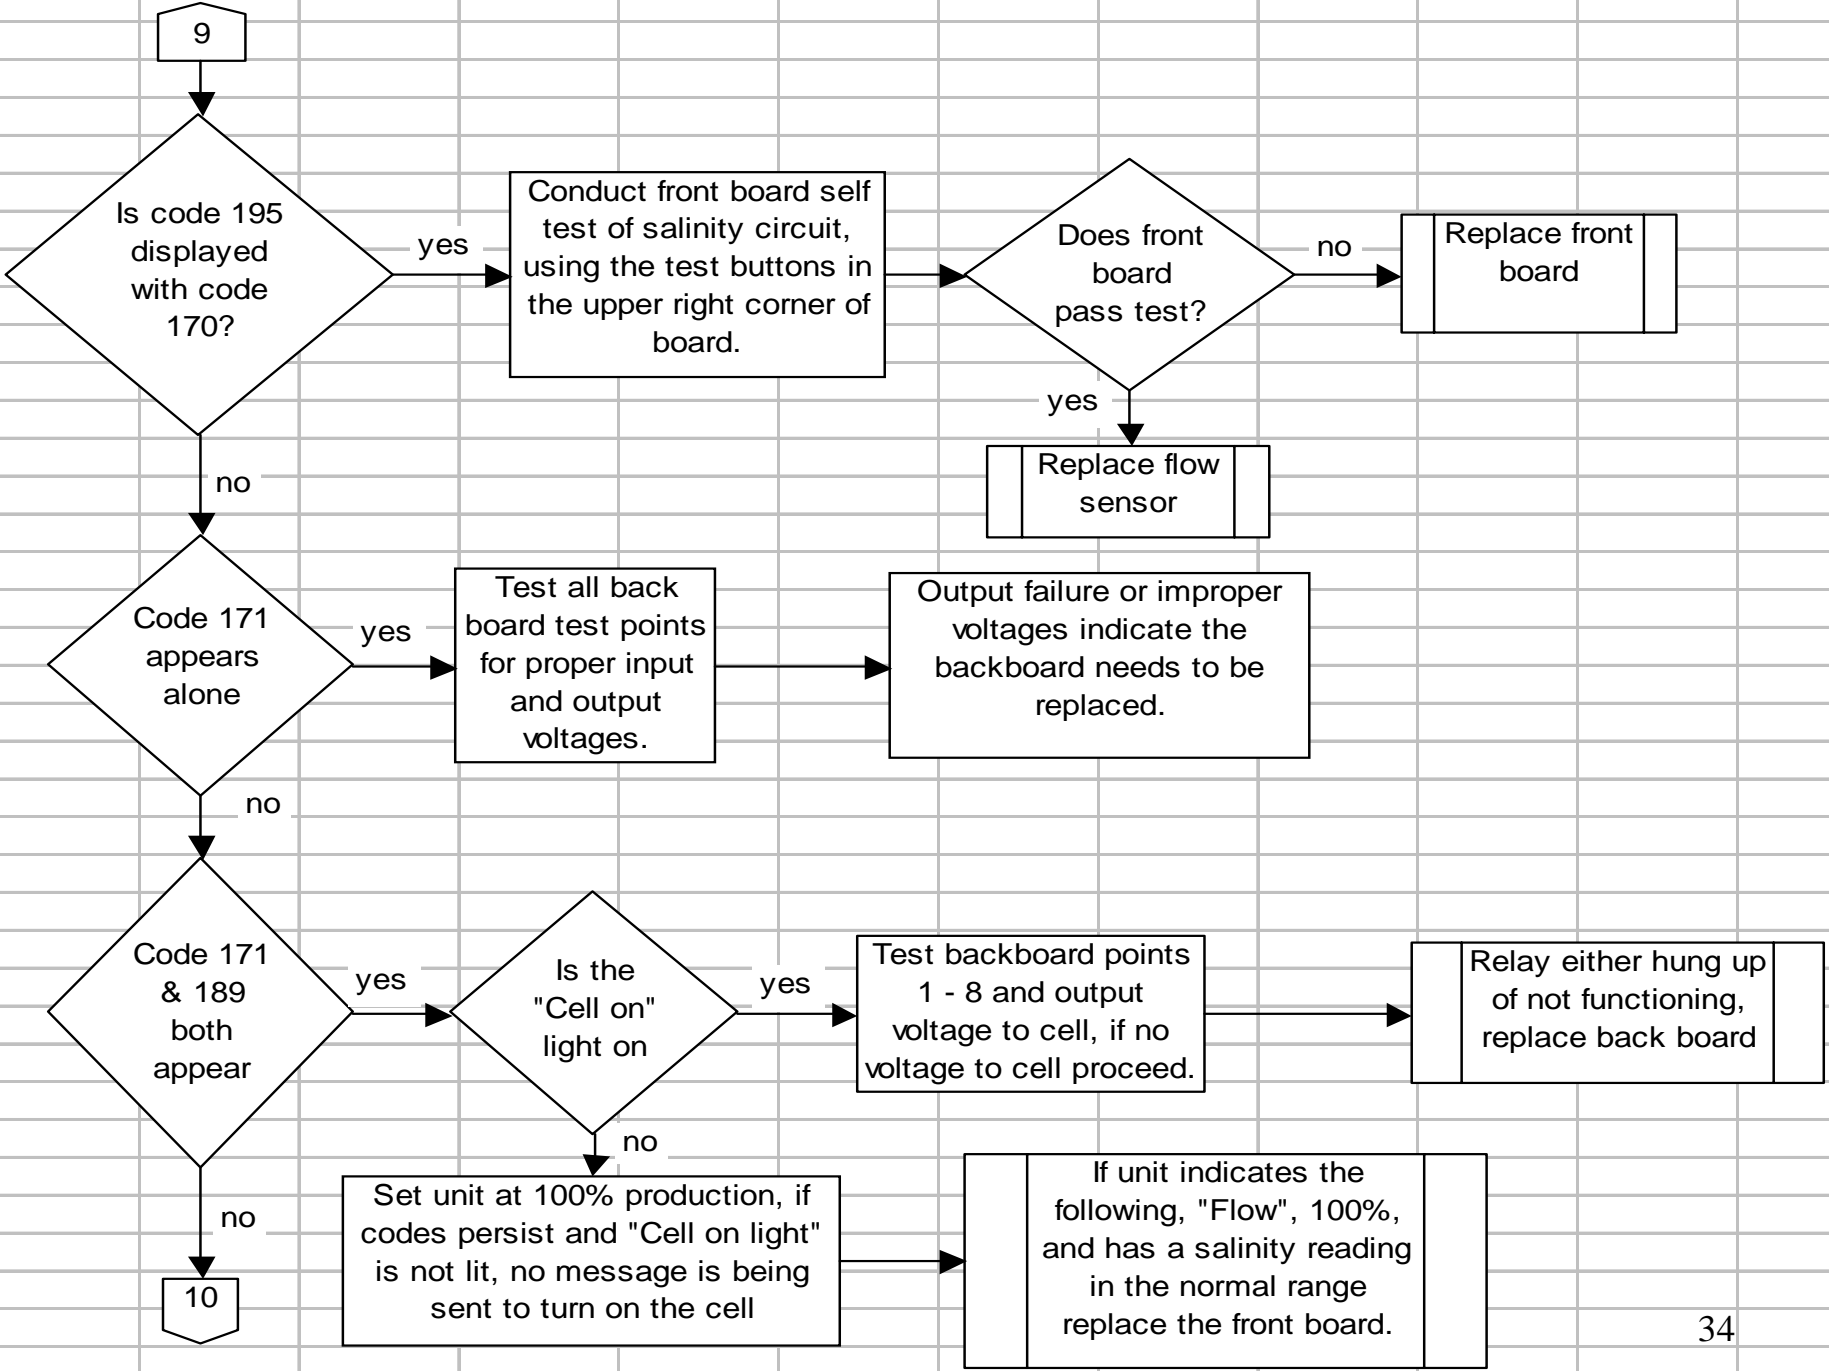 9
Is code 195
displayed
with code
170?
yes
Conduct front board self
test of salinity circuit,
using the test buttons in
the upper right corner of
board.
Does front
board
pass test?
no
Replace front
board
yes
Replace flow
sensor
no
Code 171
appears
alone
yes
Test all back
board test points
for proper input
and output
voltages.
Output failure or improper
voltages indicate the
backboard needs to be
replaced.
no
Code 171
& 189
both
appear
yes
Is the
"Cell on"
light on
yes
Test backboard points
1 - 8 and output
voltage to cell, if no
voltage to cell proceed.
Relay either hung up
of not functioning,
replace back board
no
Set unit at 100% production, if
codes persist and "Cell on light"
is not lit, no message is being
sent to turn on the cell
If unit indicates the
following, "Flow", 100%,
and has a salinity reading
in the normal range
replace the front board.
no
10
34